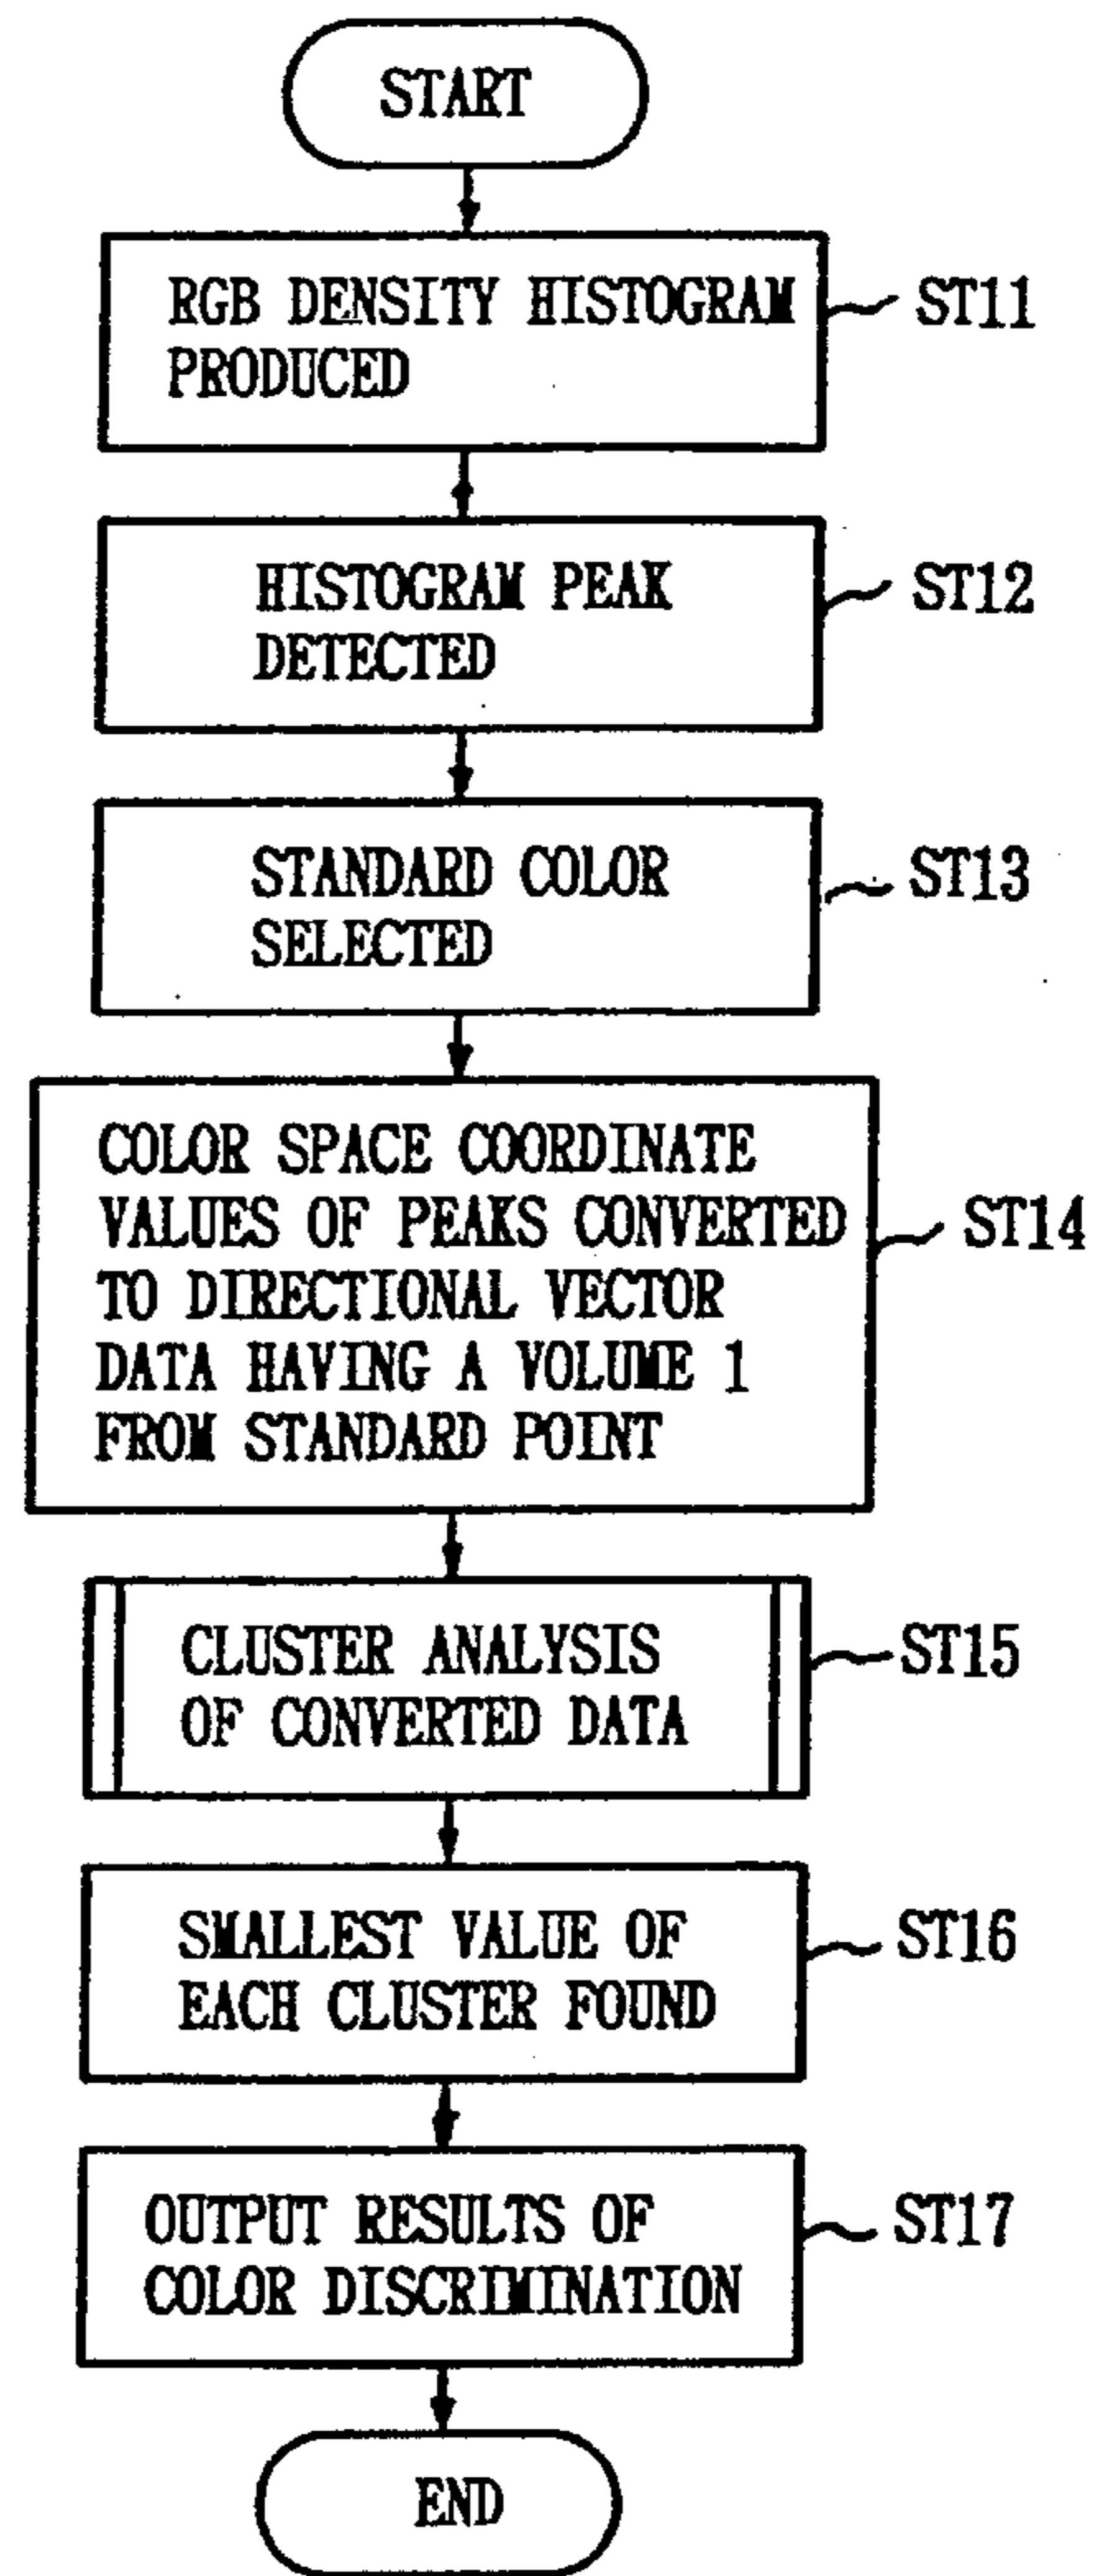 START
RGB DENSITY HISTOGRAM
PRODUCED
ST11
HISTOGRAM PEAK
DETECTED
ST12
STANDARD COLOR
SELECTED
ST13
COLOR SPACE COORDINATE
VALUES OF PEAKS CONVERTED
TO DIRECTIONAL VECTOR
DATA HAVING A VOLUME 1
FROM STANDARD POINT
ST14
CLUSTER ANALYSIS
OF CONVERTED DATA
ST15
SMALLEST VALUE OF
EACH CLUSTER FOUND
ST16
OUTPUT RESULTS OF
COLOR DISCRIMINATION
ST17
END